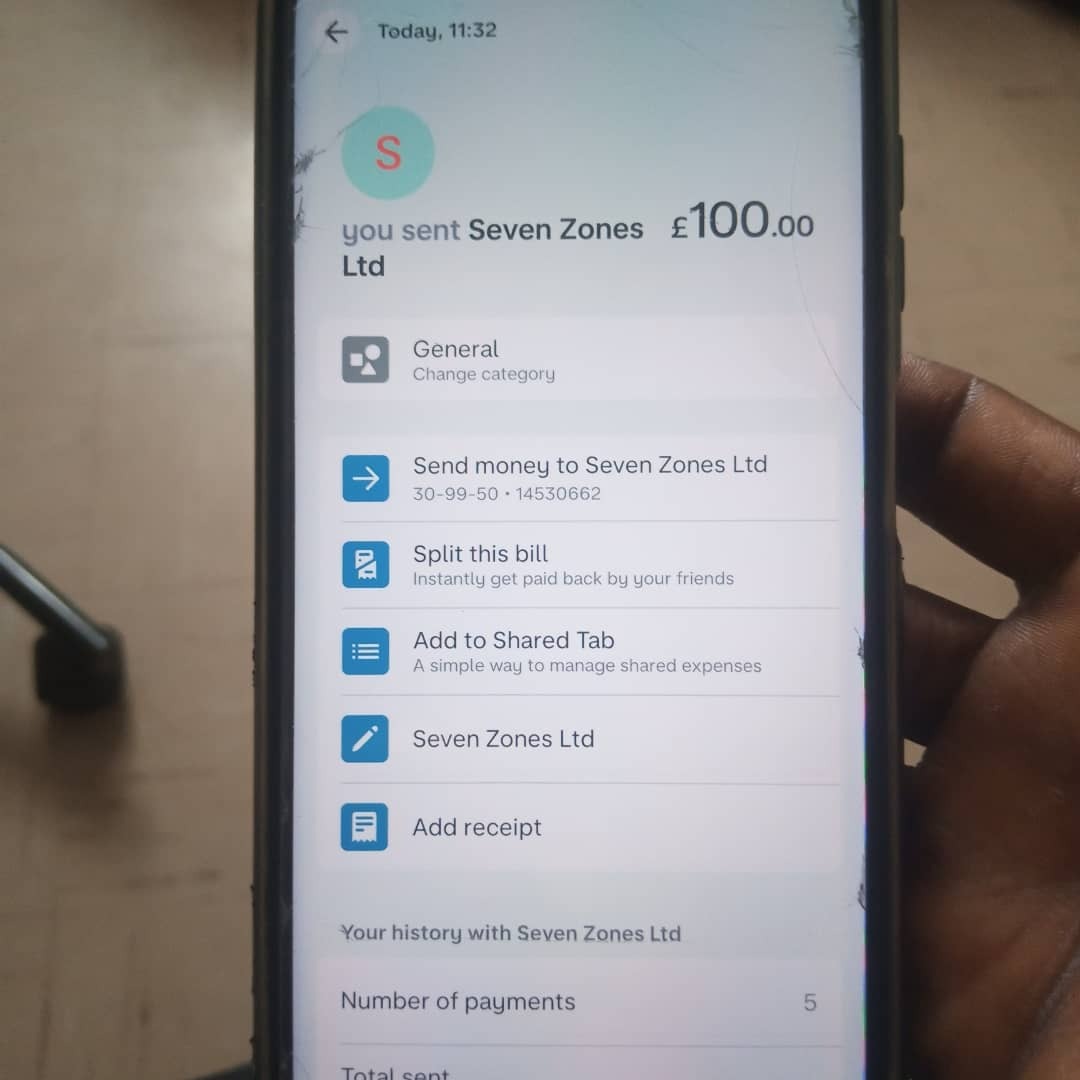 Today, 11:32
S
you sent Seven Zones Ltd £100.00
General
Change category
Send money to Seven Zones Ltd
30-99-50 • 14530662
Split this bill
Instantly get paid back by your friends
Add to Shared Tab
A simple way to manage shared expenses
Seven Zones Ltd
Add receipt
Your history with Seven Zones Ltd
Number of payments 5
Total sent